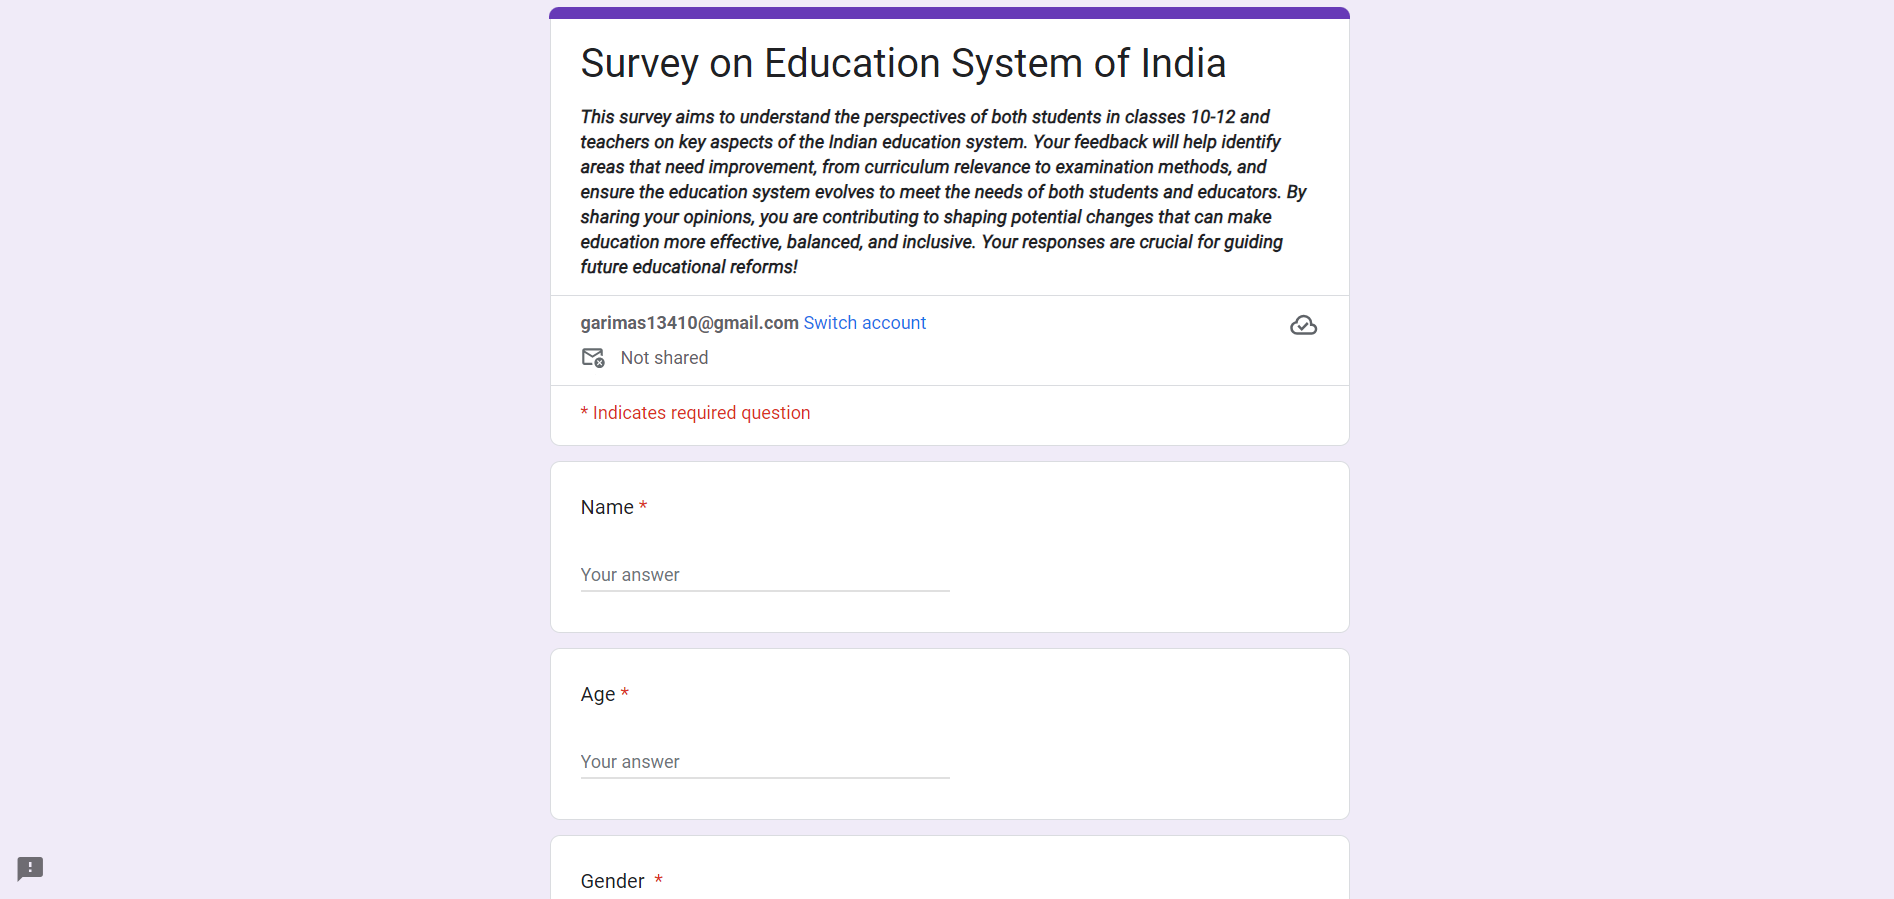 Survey on Education System of India
This survey aims to understand the perspectives of both students in classes 10-12 and
teachers on key aspects of the Indian education system. Your feedback will help identify
areas that need improvement, from curriculum relevance to examination methods, and
ensure the education system evolves to meet the needs of both students and educators. By
sharing your opinions, you are contributing to shaping potential changes that can make
education more effective, balanced, and inclusive. Your responses are crucial for guiding
future educational reforms!
garimas13410@gmail.com Switch account
Not shared
* Indicates required question
Name *
Your answer
Age *
Your answer
Gender *